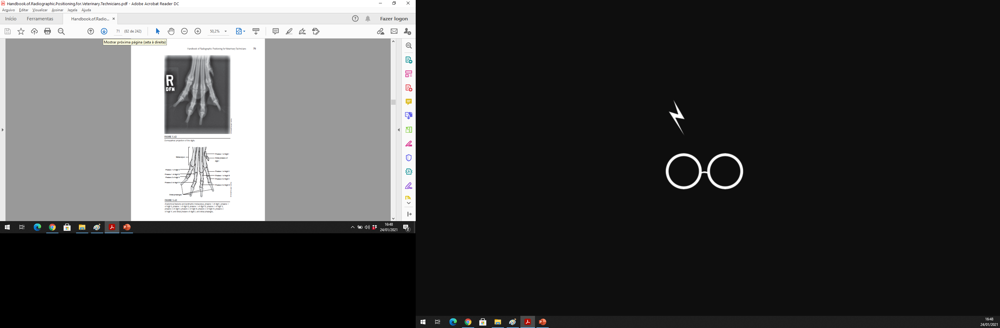 Handbook.of.Radiographic.Positioning.for.Veterinary.Technicians.pdf - Adobe Acrobat Reader DC
Arquivo Editar Visualizar Assinar Janela Ajuda
Início Ferramentas Handbook.of.Radio... × Fazer logon
71 (82 de 242) 50,2%
Mostrar próxima página (seta à direita)
Handbook of Radiographic Positioning for Veterinary Technicians 71
R
DFM
FIGURE 5-62
Dorsopalmar projection of the digits.
Metacarpus
Phalanx 1 of digit I
Distal phalanx of
digit I
Phalanx 1 of digit V
Phalanx 1 of digit IV
Phalanx 2 of digit V
Phalanx 2 of digit IV
Phalanx 1 of digit II
Phalanx 1 of digit III
Phalanx 2 of digit II
Phalanx 2 of digit III
Distal phalanges
FIGURE 5-63
Anatomical features and landmarks: metacarpus, phalanx 1 of digit I, phalanx 1
of digit II, phalanx 1 of digit III, phalanx 1 of digit IV, phalanx 1 of digit V,
phalanx 2 of digit II, phalanx 2 of digit III, phalanx 2 of digit IV, phalanx 2
of digit V, and distal phalanx of digits I, and distal phalanges.
16:48
24/01/2021
2
16:48
24/01/2021